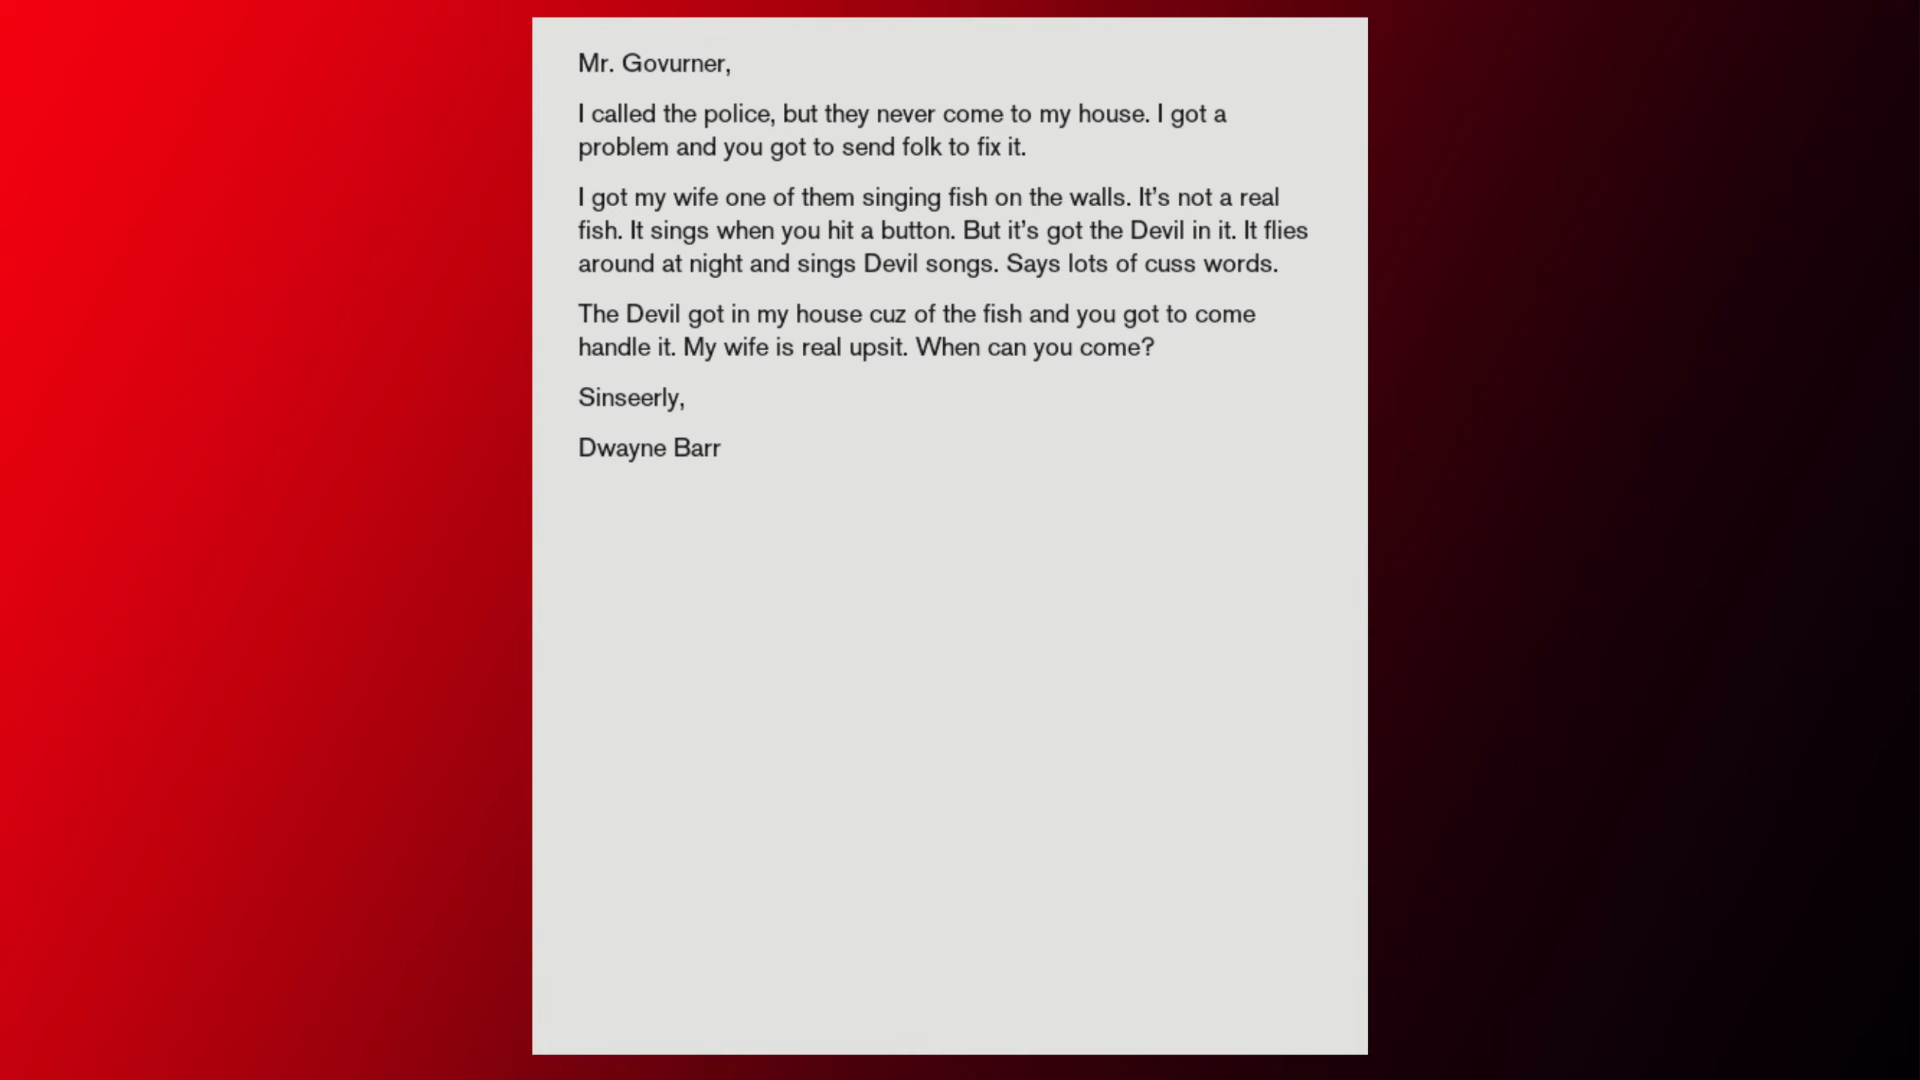 Mr. Govurner,
I called the police, but they never come to my house. I got a
problem and you got to send folk to fix it.
I got my wife one of them singing fish on the walls. It’s not a real
fish. It sings when you hit a button. But it’s got the Devil in it. It flies
around at night and sings Devil songs. Says lots of cuss words.
The Devil got in my house cuz of the fish and you got to come
handle it. My wife is real upsit. When can you come?
Sinseerly,
Dwayne Barr